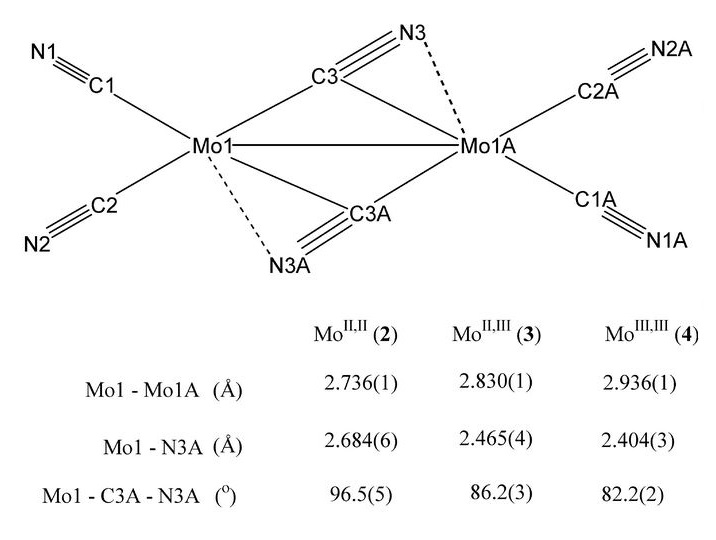 N3
N1
N2A
C1
C3
C2A
Mo1
Mo1A
C2
C3A
C1A
N2
N3A
N1A
Mo^II,II (2) Mo^II,III (3) Mo^III,III (4)
Mo1 - Mo1A (Å) 2.736(1) 2.830(1) 2.936(1)
Mo1 - N3A (Å) 2.684(6) 2.465(4) 2.404(3)
Mo1 - C3A - N3A (°) 96.5(5) 86.2(3) 82.2(2)